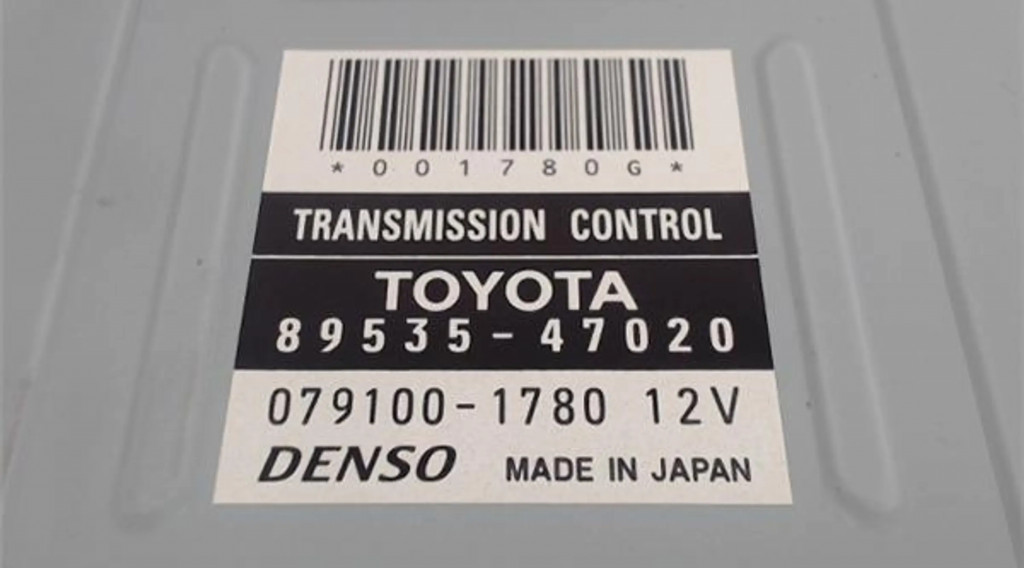 *001780G*
TRANSMISSION CONTROL
TOYOTA
89535-47020
079100-1780 12V
DENSO MADE IN JAPAN